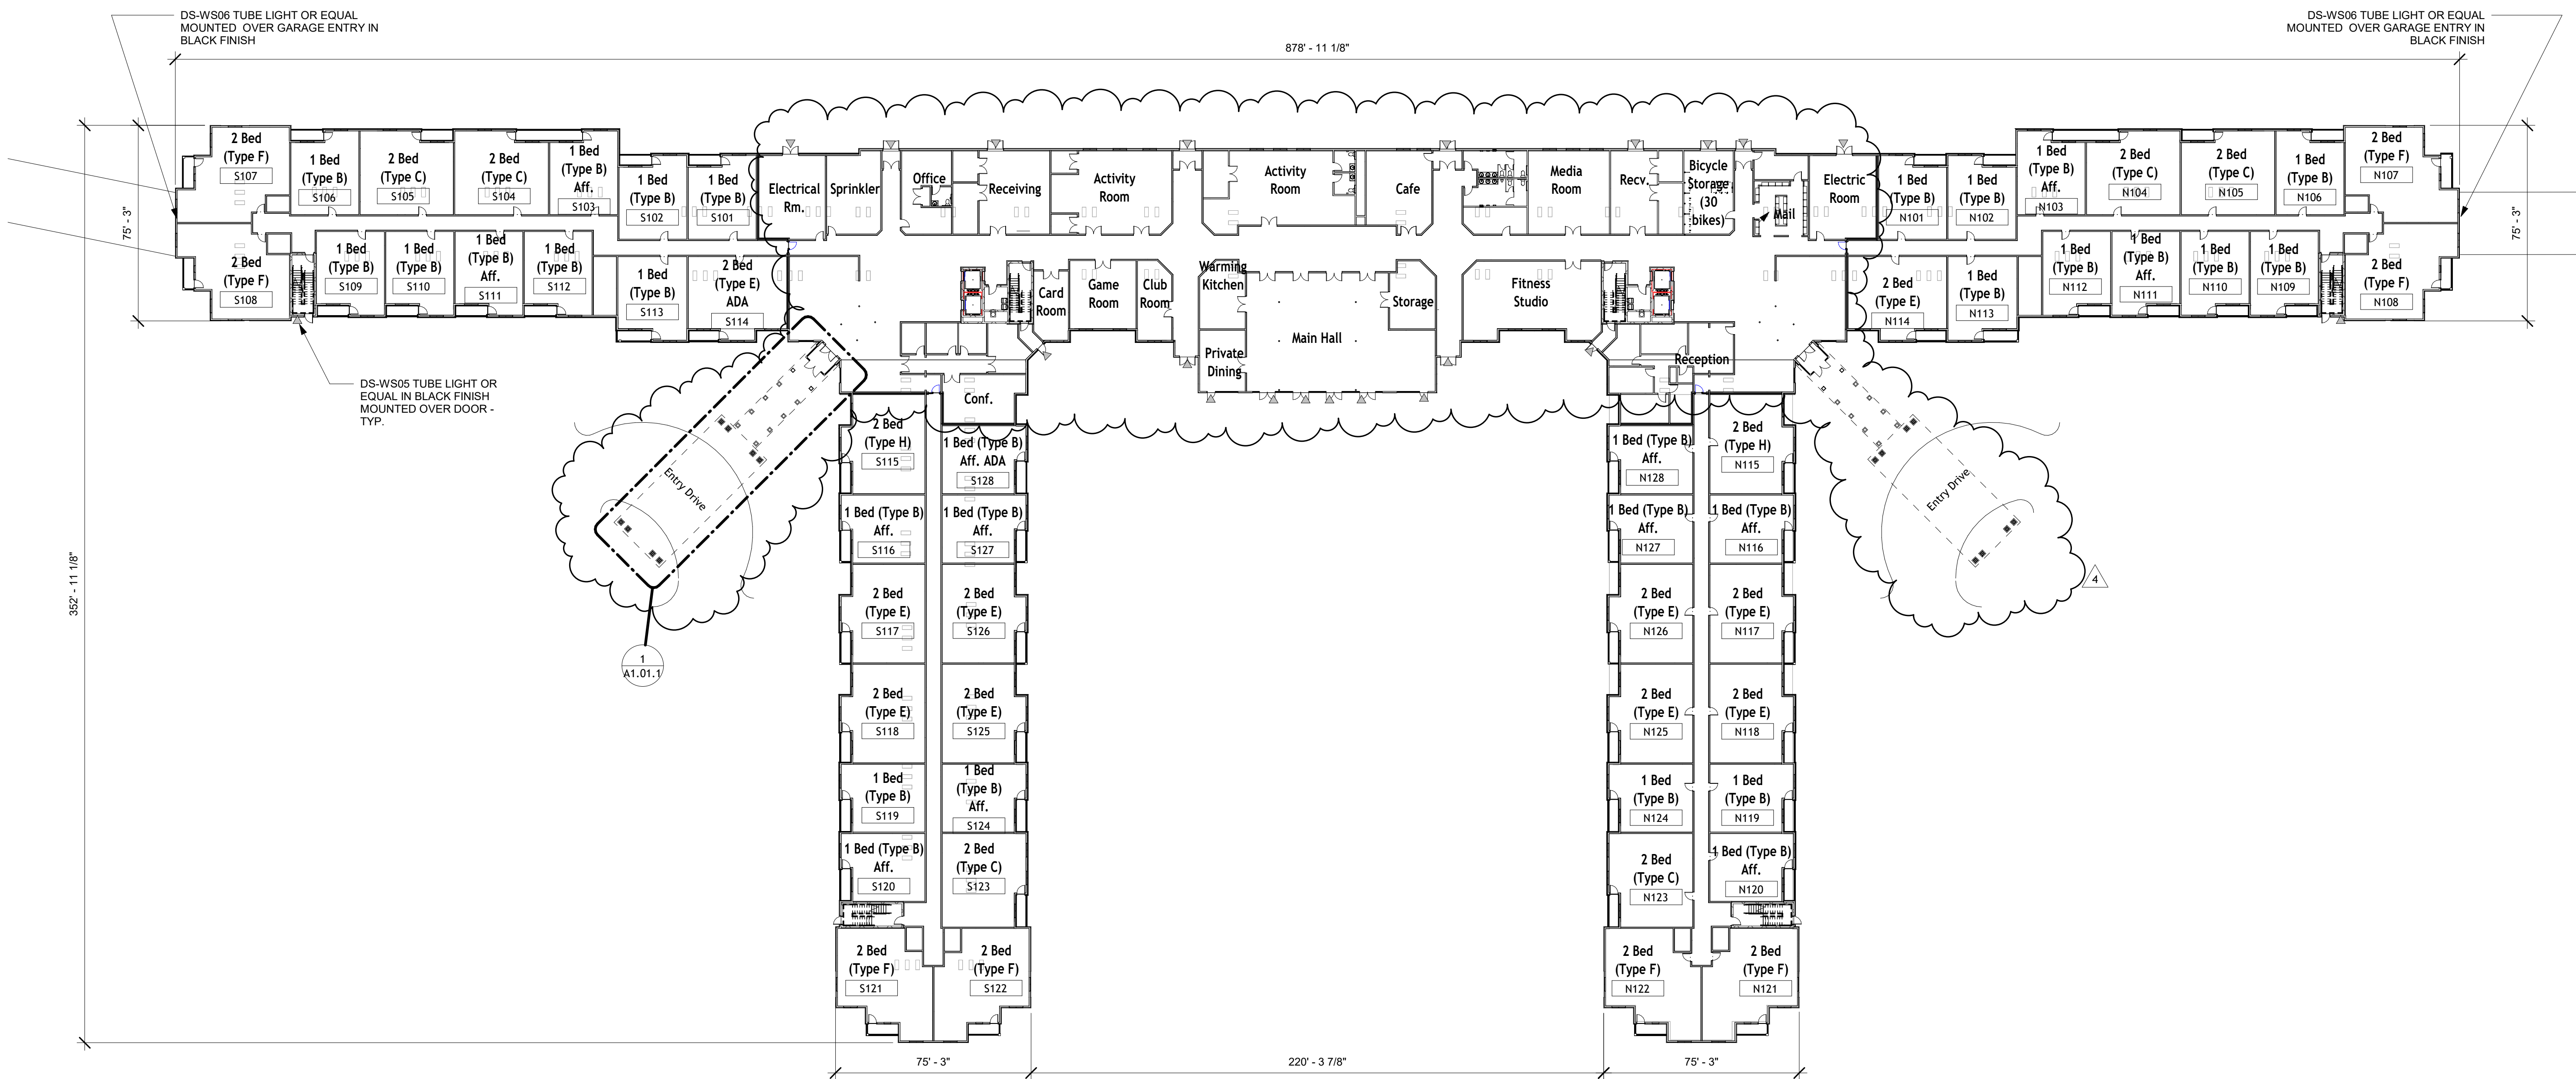 DS-WS06 TUBE LIGHT OR EQUAL
MOUNTED OVER GARAGE ENTRY IN
BLACK FINISH
DS-WS06 TUBE LIGHT OR EQUAL
MOUNTED OVER GARAGE ENTRY IN
BLACK FINISH
878' - 11 1/8"
75' - 3"
352' - 11 1/8"
75' - 3"
2 Bed
(Type F)
S107
1 Bed
(Type B)
S106
2 Bed
(Type C)
S105
2 Bed
(Type C)
S104
1 Bed
(Type B)
Aff.
S103
1 Bed
(Type B)
S102
1 Bed
(Type B)
S101
Electrical
Rm.
Sprinkler
Office
Receiving
Activity
Room
Activity
Room
Cafe
Media
Room
Recv.
Bicycle
Storage
(30
bikes)
Mail
Electric
Room
1 Bed
(Type B)
N101
1 Bed
(Type B)
N102
1 Bed
(Type B)
Aff.
N103
2 Bed
(Type C)
N104
2 Bed
(Type C)
N105
1 Bed
(Type B)
N106
2 Bed
(Type F)
N107
2 Bed
(Type F)
S108
1 Bed
(Type B)
S109
1 Bed
(Type B)
S110
1 Bed
(Type B)
Aff.
S111
1 Bed
(Type B)
S112
1 Bed
(Type B)
S113
2 Bed
(Type E)
ADA
S114
Card
Room
Game
Room
Club
Room
Warming
Kitchen
Private
Dining
Main Hall
Storage
Fitness
Studio
Reception
Conf.
2 Bed
(Type E)
N114
1 Bed
(Type B)
N113
1 Bed
(Type B)
N112
1 Bed
(Type B)
Aff.
N111
1 Bed
(Type B)
N110
1 Bed
(Type B)
N109
2 Bed
(Type F)
N108
DS-WS05 TUBE LIGHT OR
EQUAL IN BLACK FINISH
MOUNTED OVER DOOR -
TYP.
Entry Drive
1
A1.01.1
Entry Drive
4
2 Bed
(Type H)
S115
1 Bed (Type B)
Aff. ADA
S128
1 Bed (Type B)
Aff.
S116
1 Bed (Type B)
Aff.
S127
2 Bed
(Type E)
S117
2 Bed
(Type E)
S126
2 Bed
(Type E)
S118
2 Bed
(Type E)
S125
1 Bed
(Type B)
S119
1 Bed
(Type B)
Aff.
S124
1 Bed (Type B)
Aff.
S120
2 Bed
(Type C)
S123
2 Bed
(Type F)
S121
2 Bed
(Type F)
S122
1 Bed (Type B)
Aff.
N128
2 Bed
(Type H)
N115
1 Bed (Type B)
Aff.
N127
1 Bed (Type B)
Aff.
N116
2 Bed
(Type E)
N126
2 Bed
(Type E)
N117
2 Bed
(Type E)
N125
2 Bed
(Type E)
N118
1 Bed
(Type B)
N124
1 Bed
(Type B)
N119
2 Bed
(Type C)
N123
1 Bed (Type B)
Aff.
N120
2 Bed
(Type F)
N122
2 Bed
(Type F)
N121
75' - 3"
220' - 3 7/8"
75' - 3"